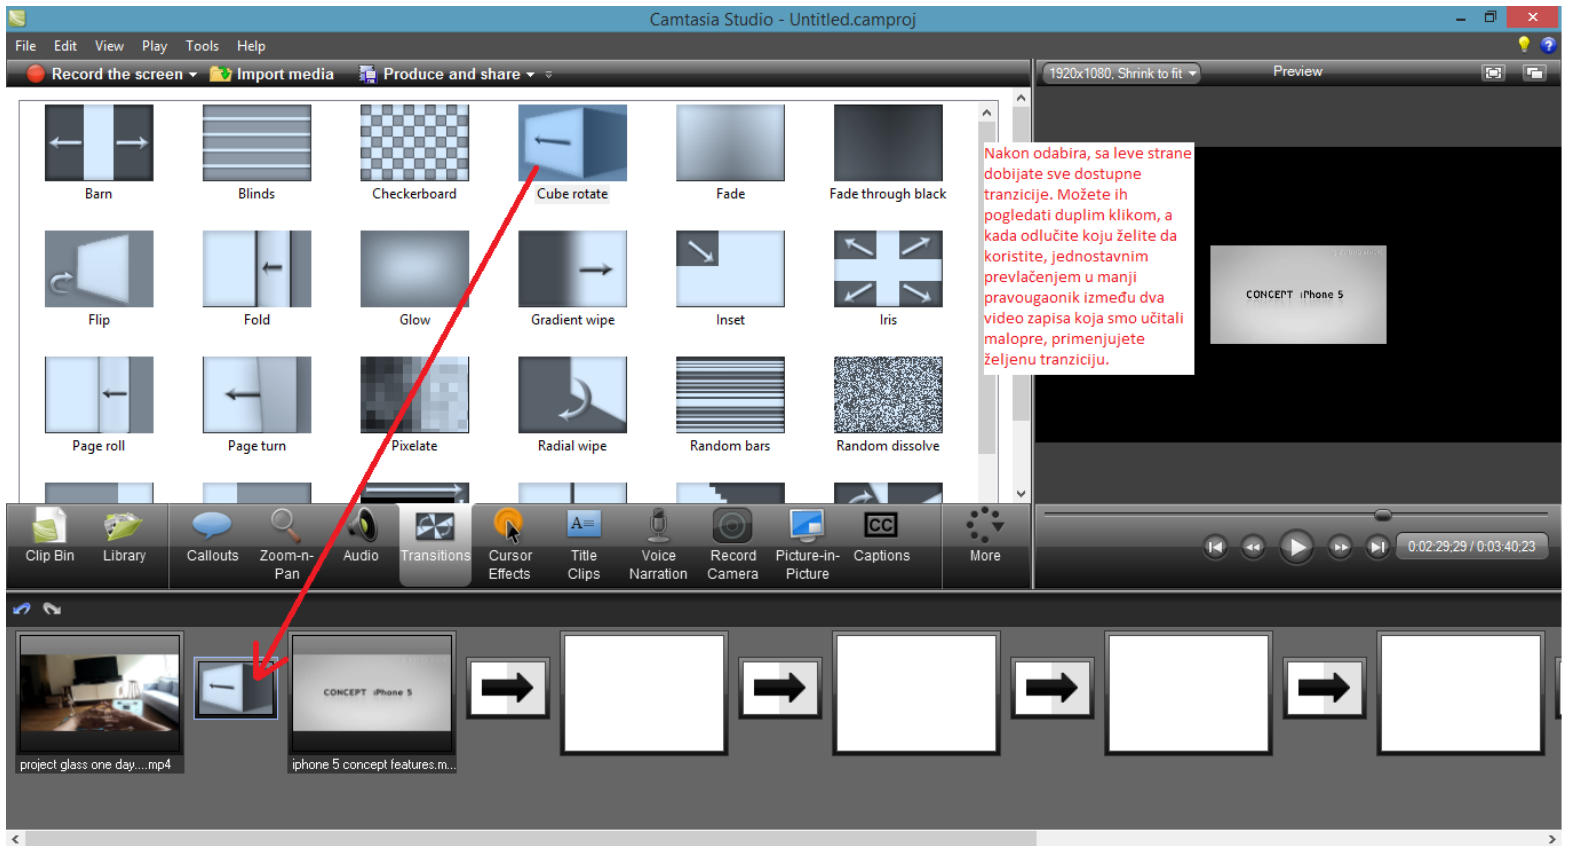 Camtasia Studio - Untitled.camproj
File Edit View Play Tools Help
Record the screen Import media Produce and share
1920x1080, Shrink to fit Preview
Barn Blinds Checkerboard Cube rotate Fade Fade through black
Flip Fold Glow Gradient wipe Inset Iris
Page roll Page turn Pixelate Radial wipe Random bars Random dissolve
Nakon odabira, sa leve strane
dobijate sve dostupne
tranzicije. Možete ih
pogledati duplim klikom, a
kada odlučite koju želite da
koristite, jednostavnim
prevlačenjem u manji
pravougaonik između dva
video zapisa koja smo učitali
malopre, primenjujete
željenu tranziciju.
CONCEPT iPhone 5
Clip Bin Library Callouts Zoom-n-Pan Audio Transitions Cursor Effects Title Clips Voice Narration Record Camera Picture-in-Picture Captions More
0:02:29;29 / 0:03:40;23
CONCEPT iPhone 5
project glass one day....mp4 iphone 5 concept features.m...